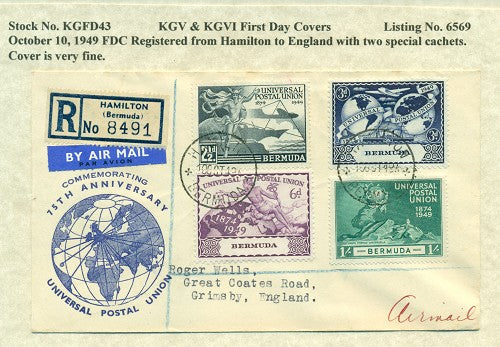 Stock No. KGFD43 KGV & KGVI First Day Covers Listing No. 6569
October 10, 1949 FDC Registered from Hamilton to England with two special cachets.
Cover is very fine.
R
HAMILTON
(Bermuda)
No 8491
BY AIR MAIL
PAR AVION
COMMEMORATING
75TH ANNIVERSARY
UNIVERSAL POSTAL UNION
UNIVERSAL
POSTAL UNION
1874 1949
2½d
BERMUDA
UNIVERSAL POSTAL UNION
3d 3d
BERMUDA
UNIVERSAL POSTAL UNION
6d
1874
1949
BERMUDA
UNIVERSAL
POSTAL UNION
1874
1949
1/- 1/-
BERMUDA
Roger Wells,
Great Coates Road,
Grimsby, England.
Airmail